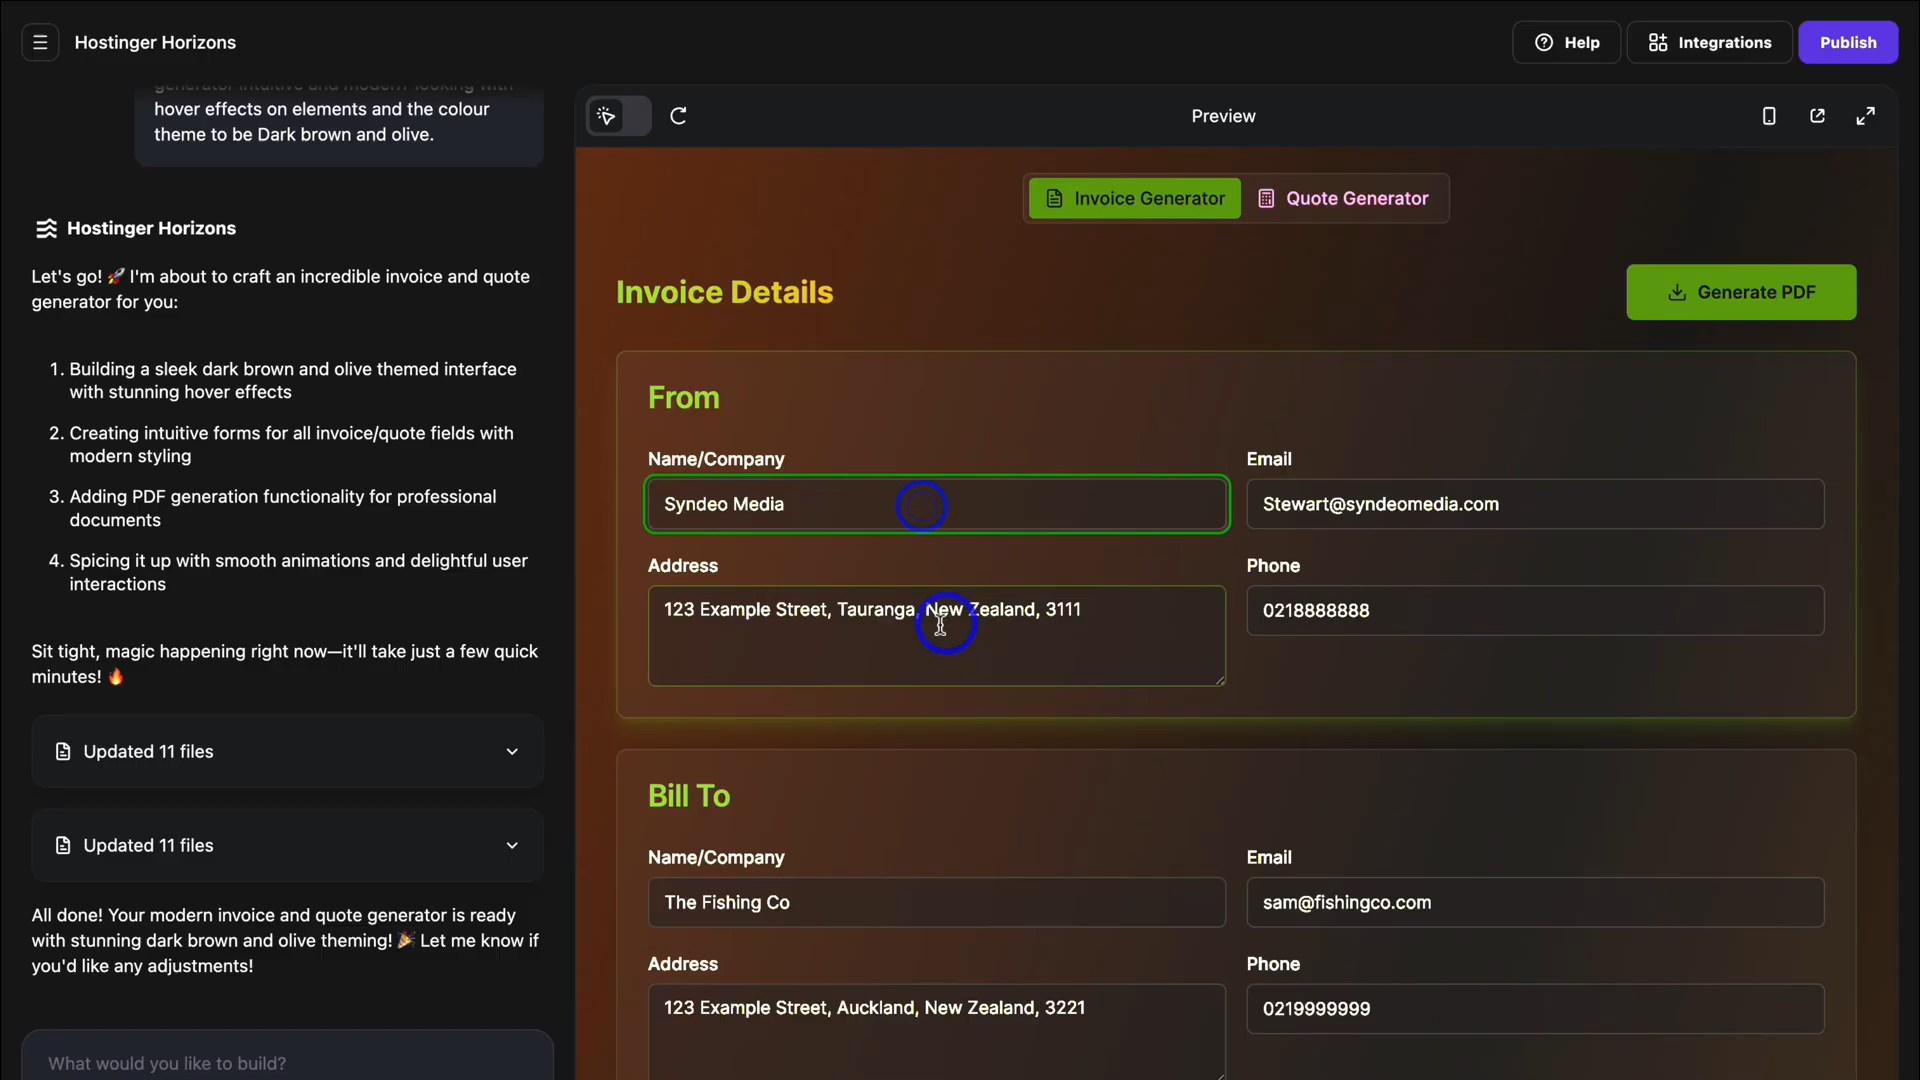 Hostinger Horizons
Help
Integrations
Publish
generator intuitive and modern looking with
hover effects on elements and the colour
theme to be Dark brown and olive.
Hostinger Horizons
Let's go! 🚀 I'm about to craft an incredible invoice and quote
generator for you:
1. Building a sleek dark brown and olive themed interface
with stunning hover effects
2. Creating intuitive forms for all invoice/quote fields with
modern styling
3. Adding PDF generation functionality for professional
documents
4. Spicing it up with smooth animations and delightful user
interactions
Sit tight, magic happening right now—it'll take just a few quick
minutes! 🔥
Updated 11 files
Updated 11 files
All done! Your modern invoice and quote generator is ready
with stunning dark brown and olive theming! 🎉 Let me know if
you'd like any adjustments!
What would you like to build?
Preview
Invoice Generator
Quote Generator
Invoice Details
Generate PDF
From
Name/Company
Email
Syndeo Media
Stewart@syndeomedia.com
Address
Phone
123 Example Street, Tauranga, New Zealand, 3111
0218888888
Bill To
Name/Company
Email
The Fishing Co
sam@fishingco.com
Address
Phone
123 Example Street, Auckland, New Zealand, 3221
0219999999